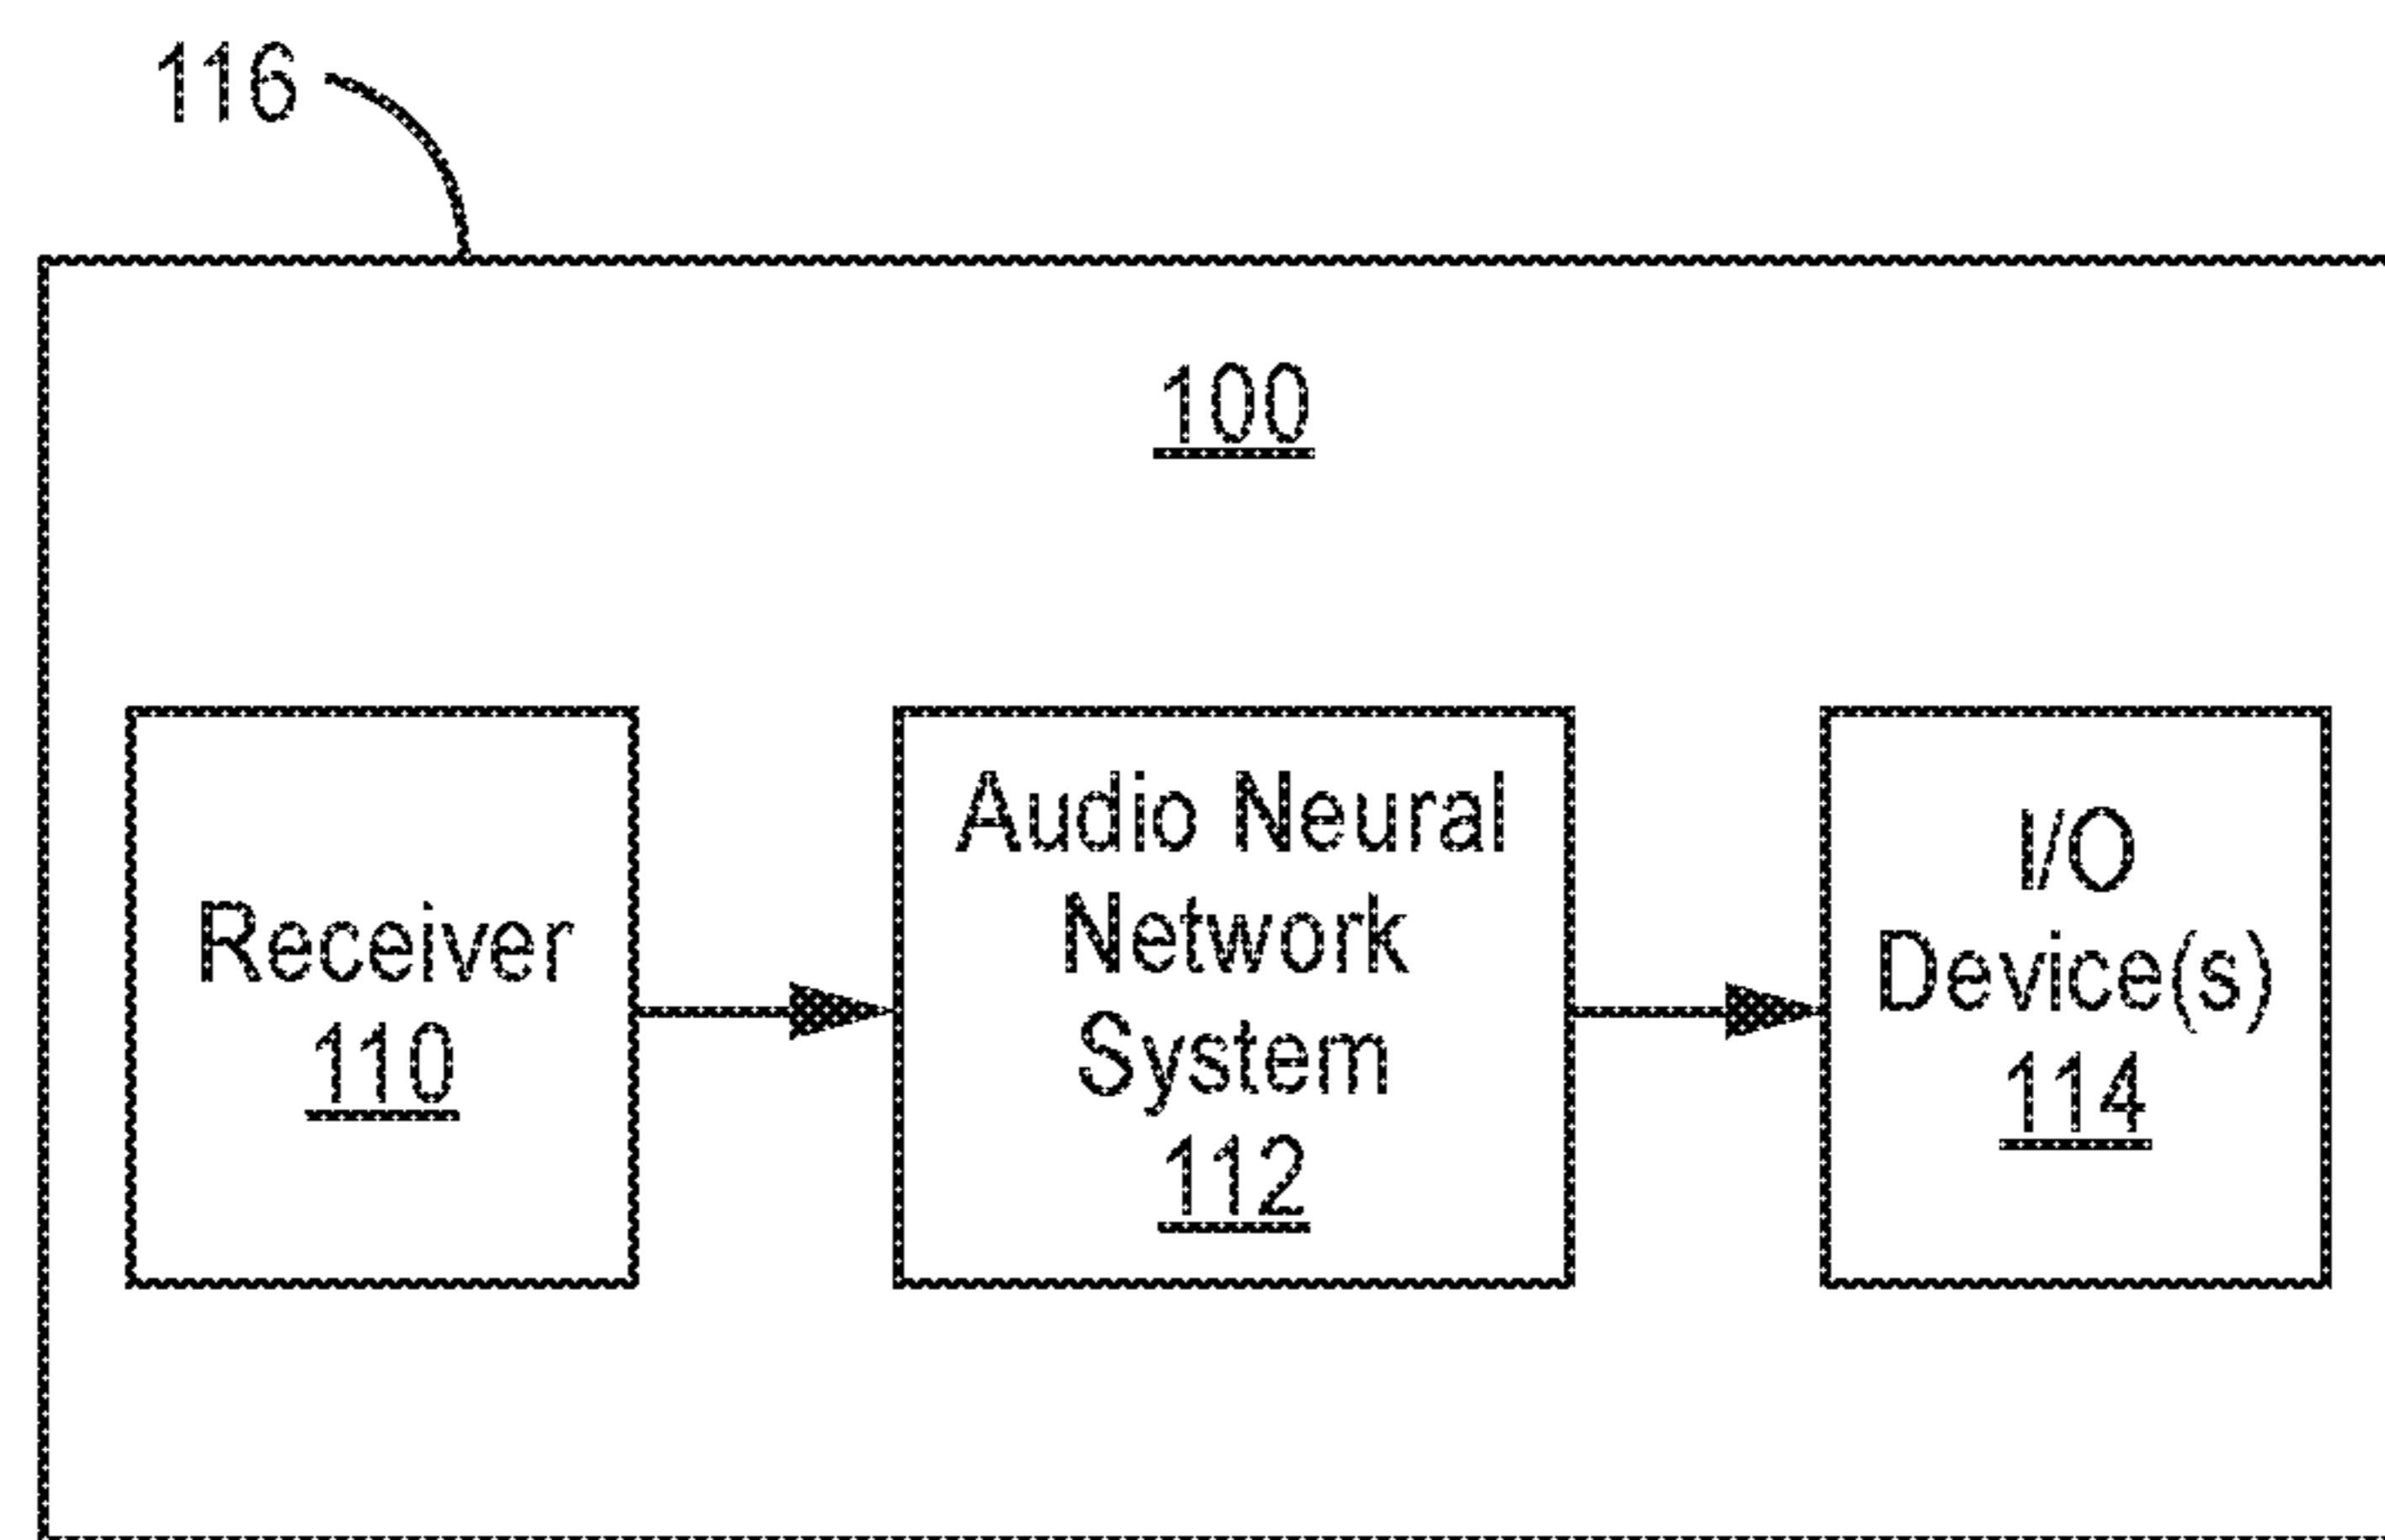 116
100
Receiver
110
Audio Neural
Network
System
112
I/O
Device(s)
114